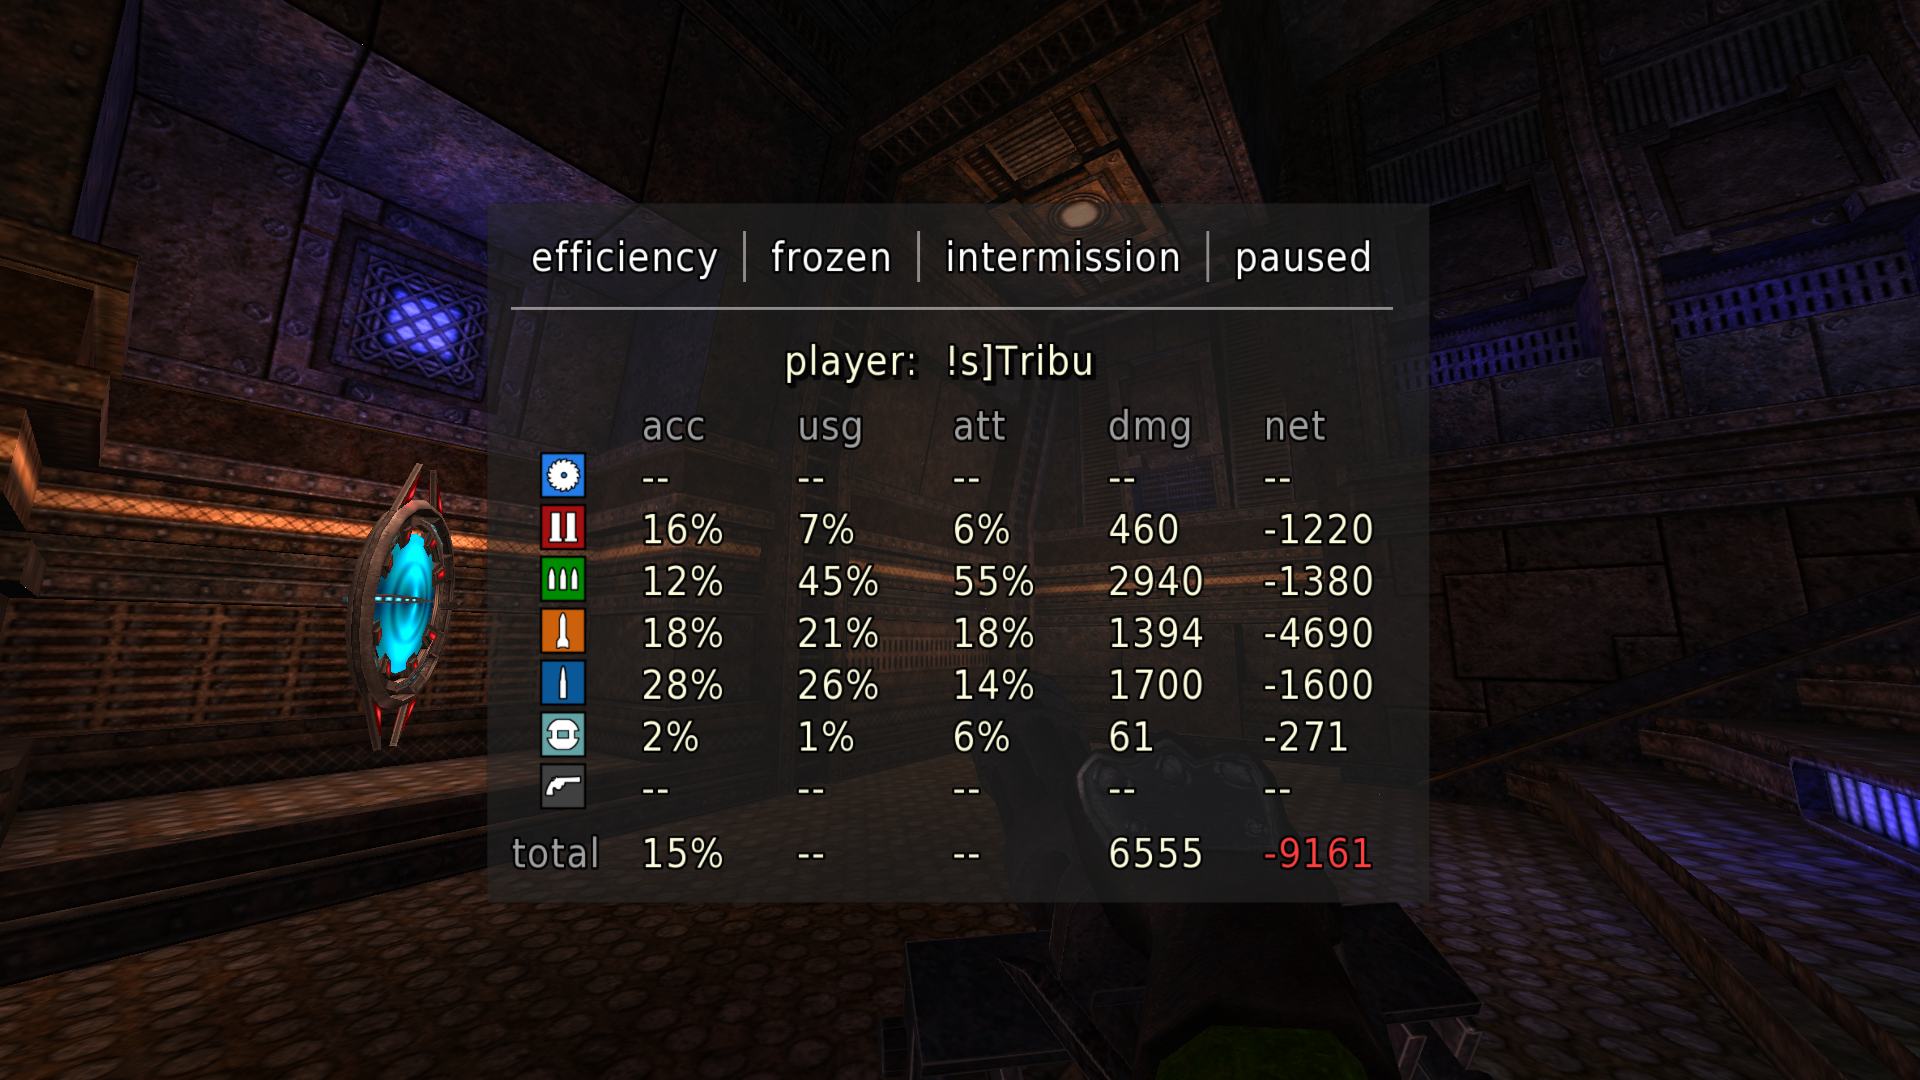 efficiency | frozen | intermission | paused
player: !s]Tribu
acc usg att dmg net
-- -- -- -- --
16% 7% 6% 460 -1220
12% 45% 55% 2940 -1380
18% 21% 18% 1394 -4690
28% 26% 14% 1700 -1600
2% 1% 6% 61 -271
-- -- -- -- --
total 15% -- -- 6555 -9161